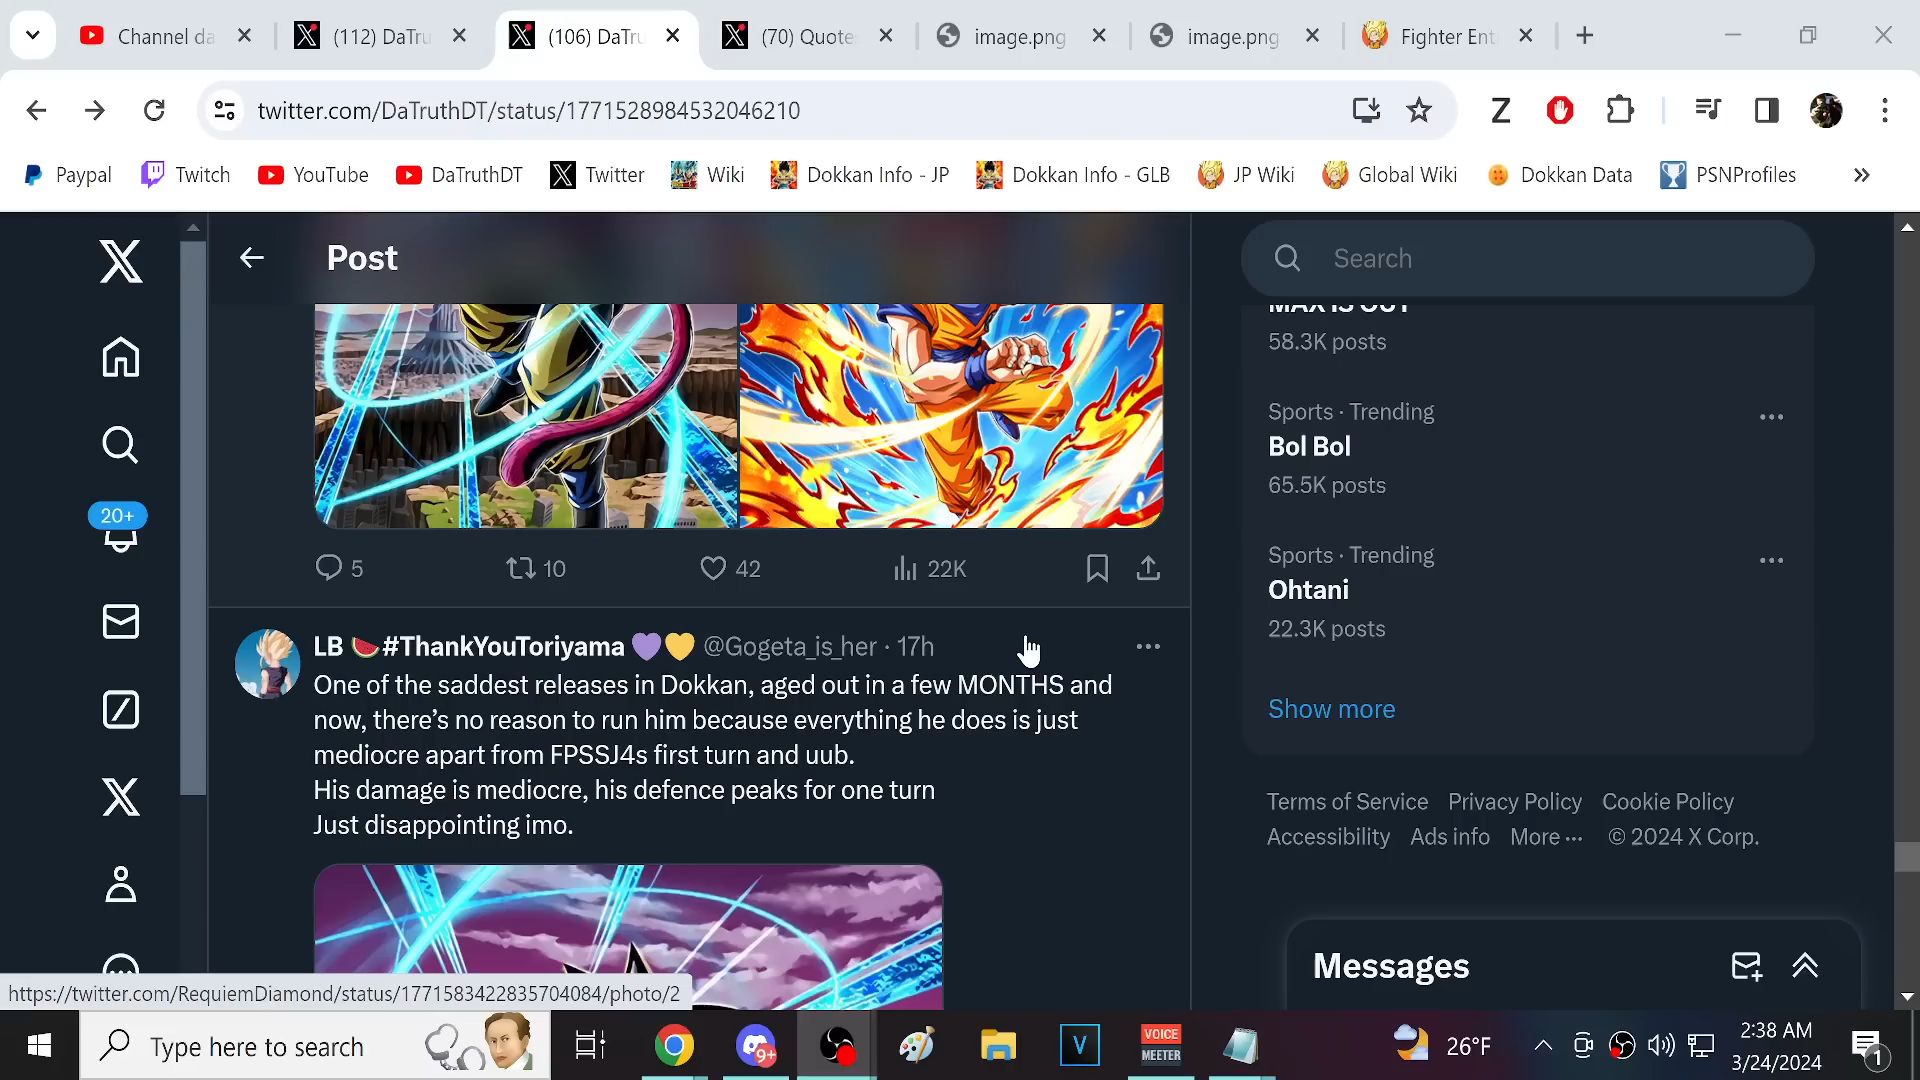 Channel da
(112) DaTru
(106) DaTru
(70) Quote
image.png
image.png
Fighter Ent
twitter.com/DaTruthDT/status/1771528984532046210
Z
Paypal
Twitch
YouTube
DaTruthDT
Twitter
Wiki
Dokkan Info - JP
Dokkan Info - GLB
JP Wiki
Global Wiki
Dokkan Data
PSNProfiles
Post
Search
MAX IS OUT
58.3K posts
Sports · Trending
Bol Bol
65.5K posts
20+
5
10
42
22K
Sports · Trending
Ohtani
22.3K posts
Show more
LB 🍉#ThankYouToriyama 💜💛 @Gogeta_is_her · 17h
One of the saddest releases in Dokkan, aged out in a few MONTHS and
now, there's no reason to run him because everything he does is just
mediocre apart from FPSSJ4s first turn and uub.
His damage is mediocre, his defence peaks for one turn
Just disappointing imo.
Terms of Service Privacy Policy Cookie Policy
Accessibility Ads info More ··· © 2024 X Corp.
Messages
https://twitter.com/RequiemDiamond/status/1771583422835704084/photo/2
Type here to search
9+
V
VOICE
MEETER
26°F
2:38 AM
3/24/2024
1